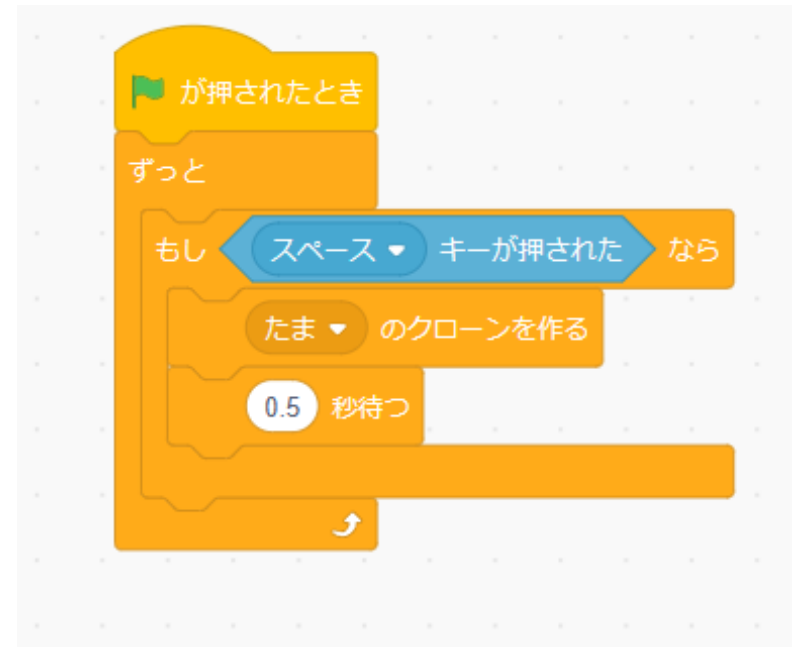 が押されたとき
ずっと
もし スペース キーが押された なら
たま のクローンを作る
0.5 秒待つ